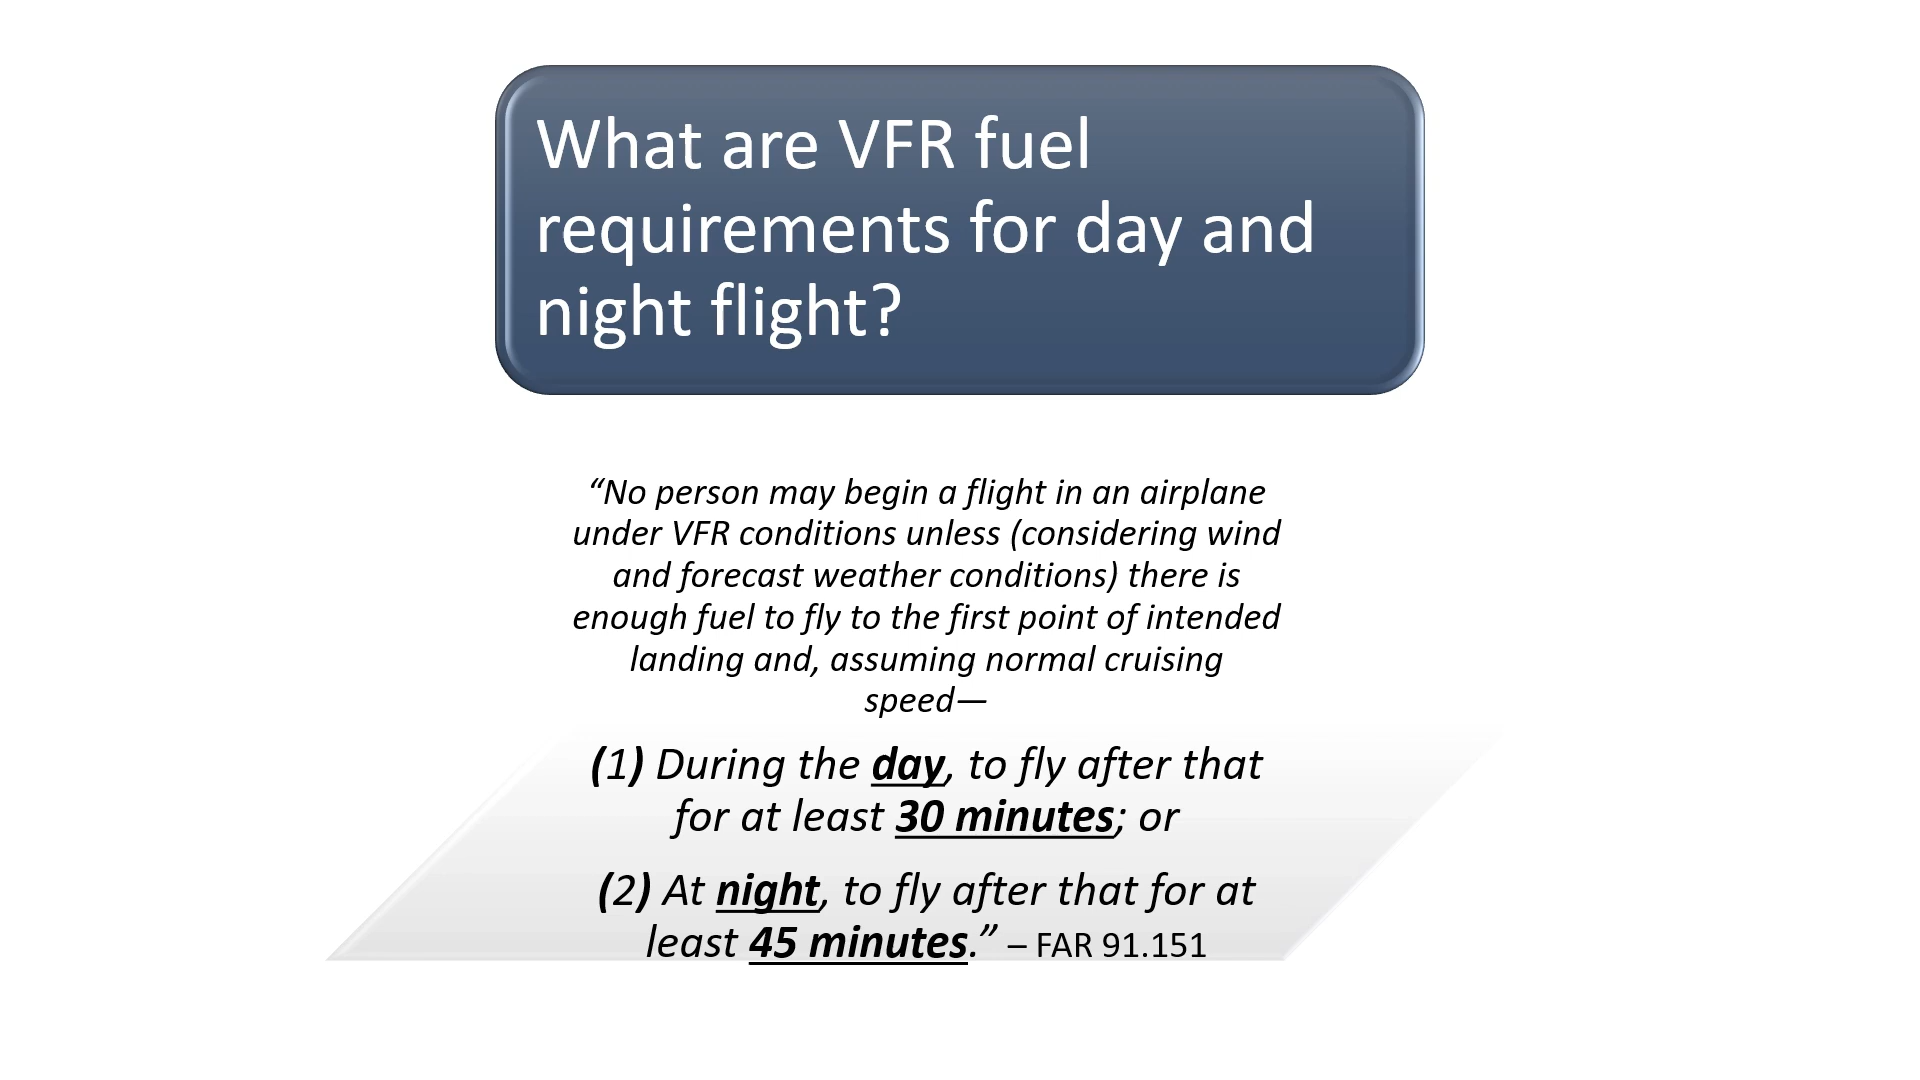 What are VFR fuel
requirements for day and
night flight?
“No person may begin a flight in an airplane
under VFR conditions unless (considering wind
and forecast weather conditions) there is
enough fuel to fly to the first point of intended
landing and, assuming normal cruising
speed—
(1) During the day, to fly after that
for at least 30 minutes; or
(2) At night, to fly after that for at
least 45 minutes.” – FAR 91.151